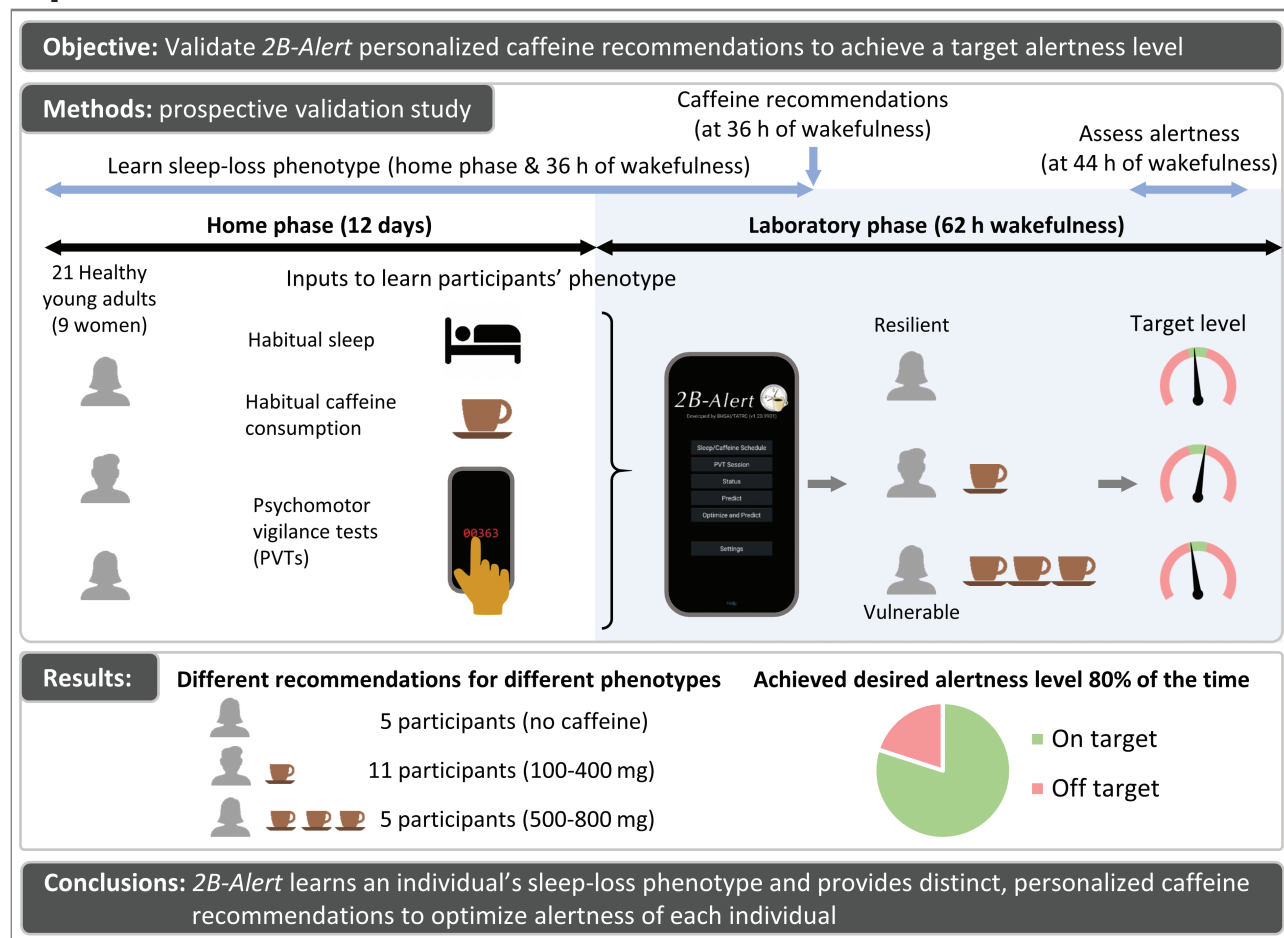 Objective: Validate 2B-Alert personalized caffeine recommendations to achieve a target alertness level
Methods: prospective validation study
Caffeine recommendations
(at 36 h of wakefulness)
Assess alertness
(at 44 h of wakefulness)
Learn sleep-loss phenotype (home phase & 36 h of wakefulness)
Home phase (12 days)
Laboratory phase (62 h wakefulness)
21 Healthy
young adults
(9 women)
Inputs to learn participants’ phenotype
Habitual sleep
Habitual caffeine
consumption
Psychomotor
vigilance tests
(PVTs)
00363
2B-Alert
Sleep/Caffeine Schedule
PVT Session
Status
Predict
Optimize and Predict
Settings
Help
Resilient
Vulnerable
Target level
Results:
Different recommendations for different phenotypes
5 participants (no caffeine)
11 participants (100-400 mg)
5 participants (500-800 mg)
Achieved desired alertness level 80% of the time
On target
Off target
Conclusions: 2B-Alert learns an individual’s sleep-loss phenotype and provides distinct, personalized caffeine
recommendations to optimize alertness of each individual